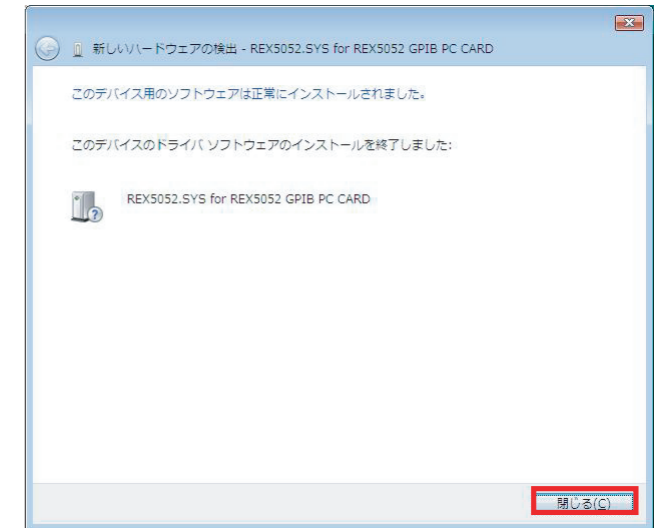 新しいハードウェアの検出 - REX5052.SYS for REX5052 GPIB PC CARD
このデバイス用のソフトウェアは正常にインストールされました。
このデバイスのドライバ ソフトウェアのインストールを終了しました:
REX5052.SYS for REX5052 GPIB PC CARD
閉じる(C)